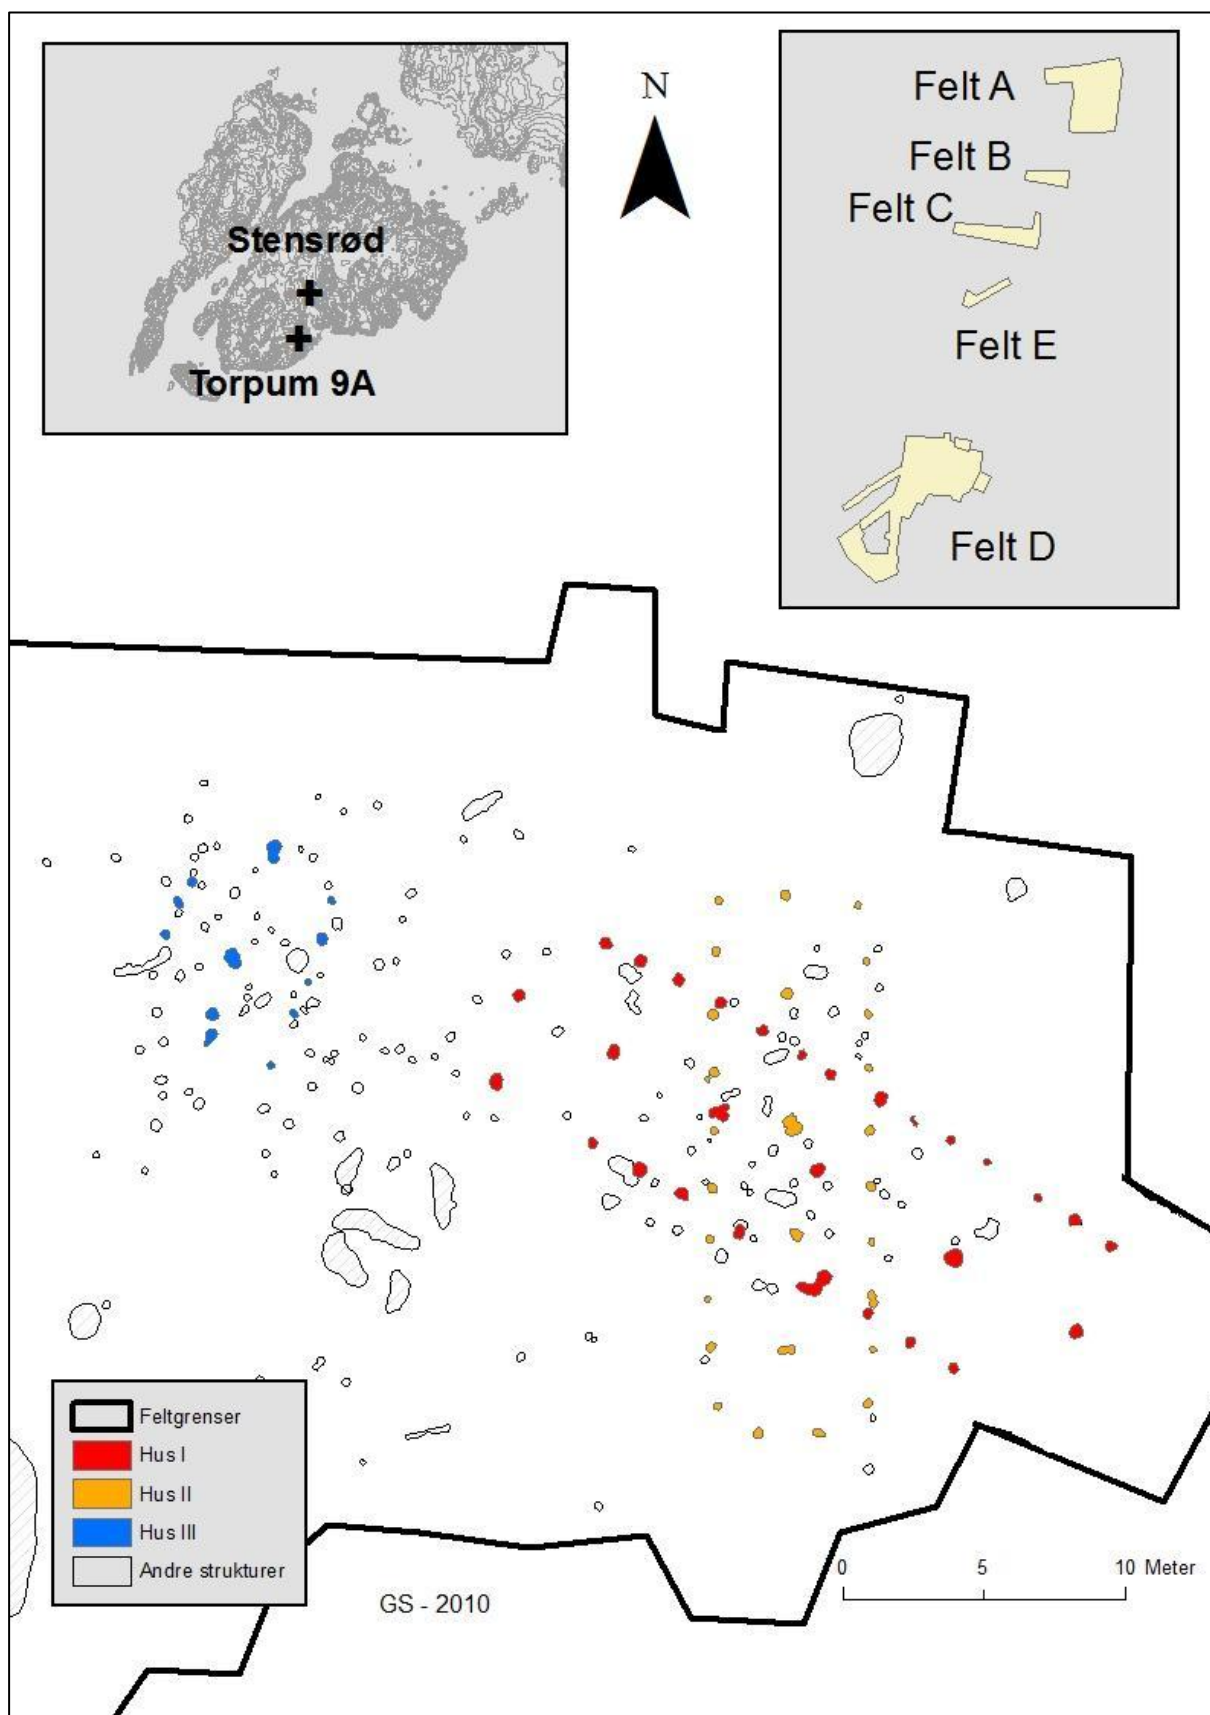 Stensrød
Torpum 9A
N
Felt A
Felt B
Felt C
Felt E
Felt D
Feltgrenser
Hus I
Hus II
Hus III
Andre strukturer
GS - 2010
0 5 10 Meter